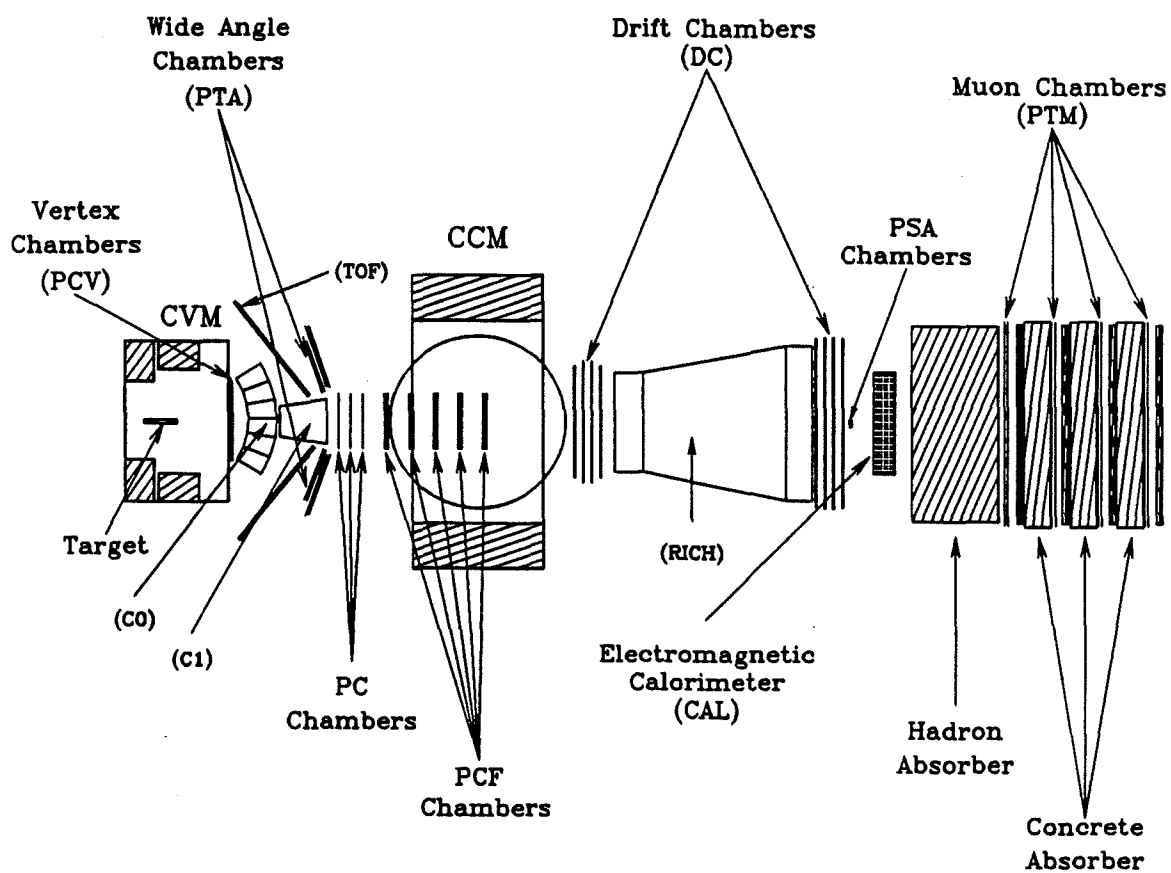 Wide Angle
Chambers
(PTA)
Drift Chambers
(DC)
Muon Chambers
(PTM)
Vertex
Chambers
(PCV)
(TOF)
CCM
PSA
Chambers
CVM
Target
(C0)
(C1)
(RICH)
PC
Chambers
PCF
Chambers
Electromagnetic
Calorimeter
(CAL)
Hadron
Absorber
Concrete
Absorber